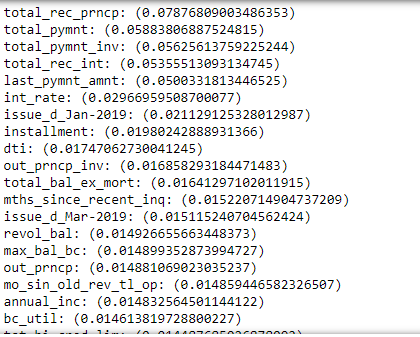 total_rec_prncp: (0.07876809003486353)
total_pymnt: (0.05883806887524815)
total_pymnt_inv: (0.05625613759225244)
total_rec_int: (0.05355513093134745)
last_pymnt_amnt: (0.0500331813446525)
int_rate: (0.02966959508700077)
issue_d_Jan-2019: (0.021129125328012987)
installment: (0.01980242888931366)
dti: (0.01747062730041245)
out_prncp_inv: (0.016858293184471483)
total_bal_ex_mort: (0.01641297102011915)
mths_since_recent_inq: (0.015220714904737209)
issue_d_Mar-2019: (0.015115240704562424)
revol_bal: (0.014926655663448373)
max_bal_bc: (0.014899352873994727)
out_prncp: (0.014881069023035237)
mo_sin_old_rev_tl_op: (0.014859446582326507)
annual_inc: (0.014832564501144122)
bc_util: (0.014613819728800227)